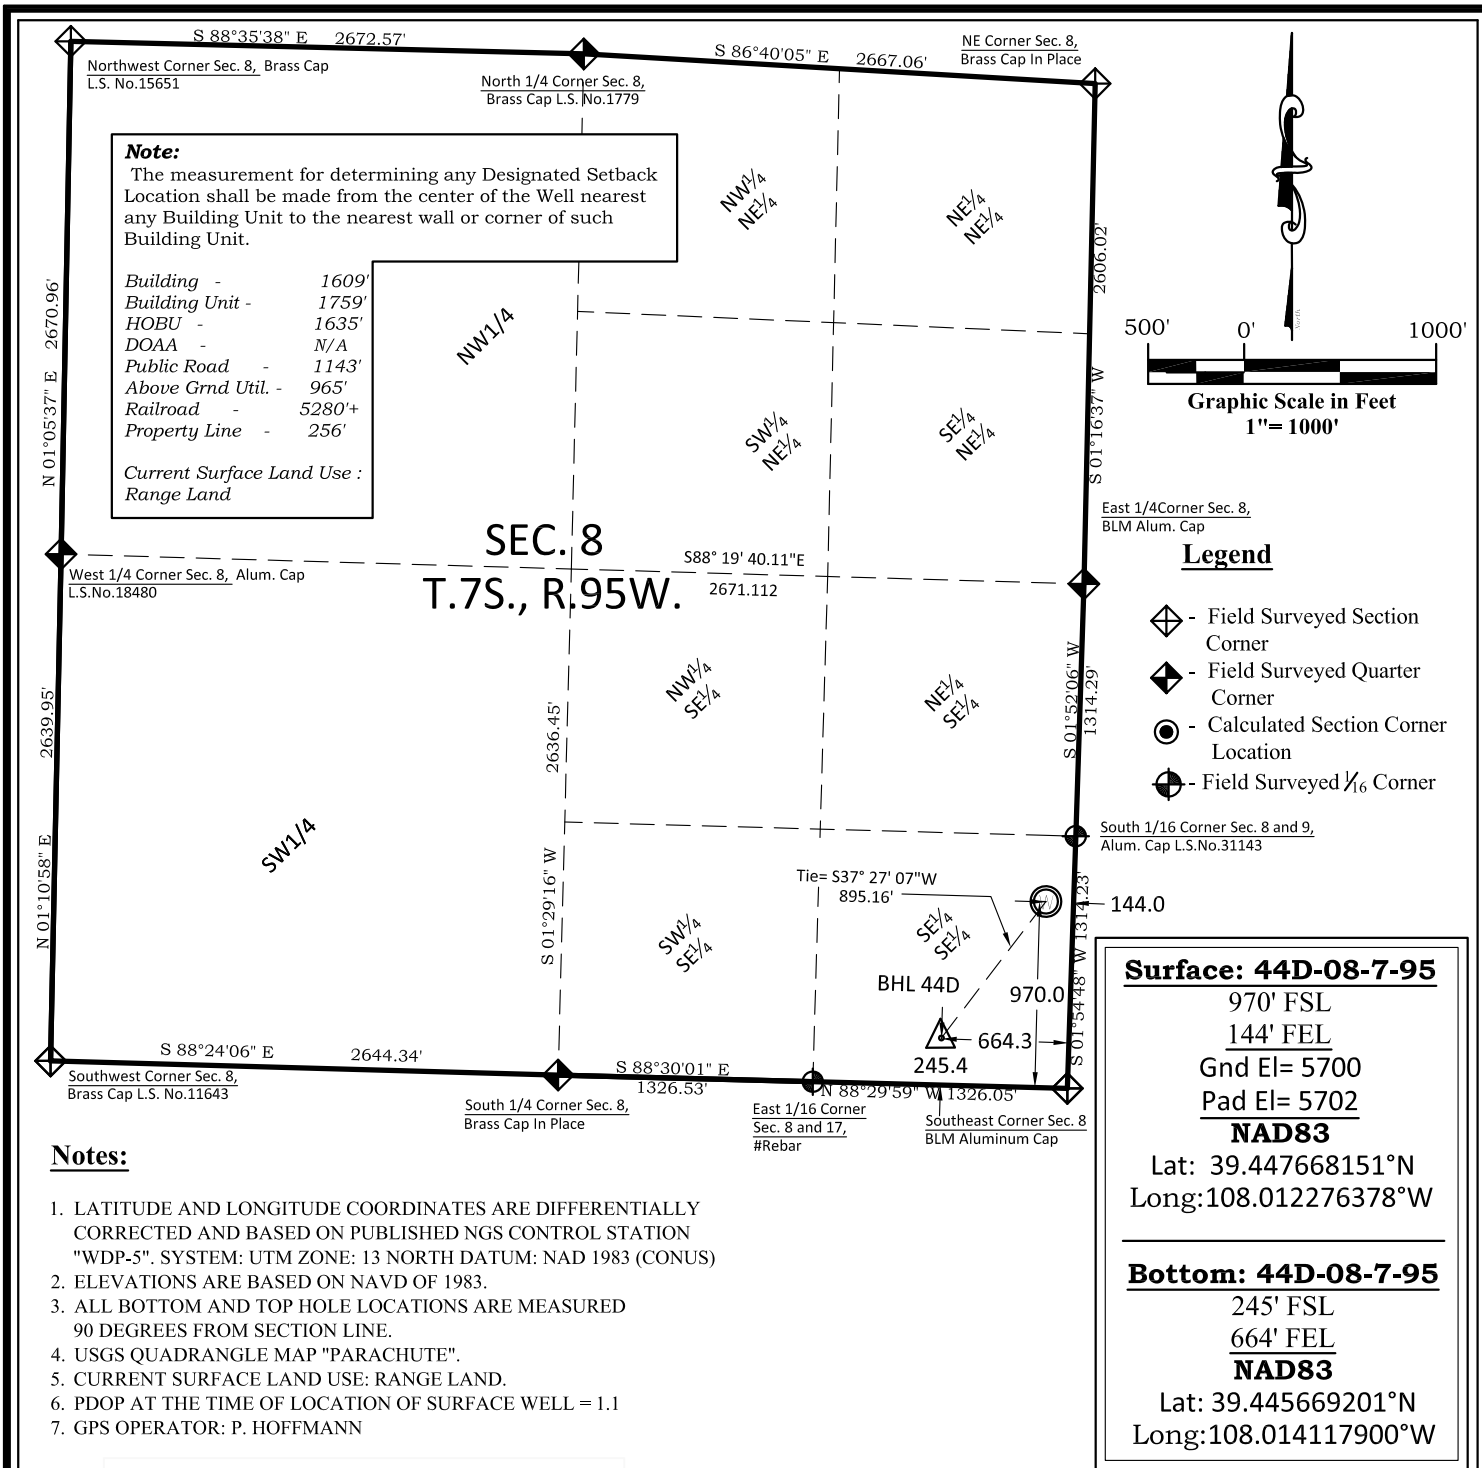 S 88°35'38" E 2672.57'
Northwest Corner Sec. 8, Brass Cap
L.S. No.15651
North 1/4 Corner Sec. 8,
Brass Cap L.S. No.1779
S 86°40'05" E 2667.06'
NE Corner Sec. 8,
Brass Cap In Place
Note:
The measurement for determining any Designated Setback
Location shall be made from the center of the Well nearest
any Building Unit to the nearest wall or corner of such
Building Unit.
Building - 1609'
Building Unit - 1759'
HOBU - 1635'
DOAA - N/A
Public Road - 1143'
Above Grnd Util. - 965'
Railroad - 5280'+
Property Line - 256'
Current Surface Land Use :
Range Land
N 01°05'37" E 2670.96'
NW1/4
NW1/4
NE1/4
NE1/4
NE1/4
SW1/4
NE1/4
SE1/4
NE1/4
S 01°16'37" W 2606.02'
North
500' 0' 1000'
Graphic Scale in Feet
1"= 1000'
East 1/4Corner Sec. 8,
BLM Alum. Cap
SEC. 8
T.7S., R.95W.
S88° 19' 40.11"E
2671.112
West 1/4 Corner Sec. 8, Alum. Cap
L.S.No.18480
Legend
- Field Surveyed Section
Corner
- Field Surveyed Quarter
Corner
- Calculated Section Corner
Location
- Field Surveyed 1/16 Corner
NW1/4
SE1/4
NE1/4
SE1/4
S 01°52'06" W
1314.29'
N 01°10'58" E 2639.95'
SW1/4
S 01°29'16" W 2636.45'
South 1/16 Corner Sec. 8 and 9,
Alum. Cap L.S.No.31143
Tie= S37° 27' 07"W
895.16'
W
144.0
SW1/4
SE1/4
SE1/4
SE1/4
BHL 44D
970.0
664.3
245.4
S 01°54'48" W 1314.23'
S 88°24'06" E 2644.34'
S 88°30'01" E
1326.53'
N 88°29'59" W 1326.05'
Southwest Corner Sec. 8,
Brass Cap L.S. No.11643
South 1/4 Corner Sec. 8,
Brass Cap In Place
East 1/16 Corner
Sec. 8 and 17,
#Rebar
Southeast Corner Sec. 8
BLM Aluminum Cap
Surface: 44D-08-7-95
970' FSL
144' FEL
Gnd El= 5700
Pad El= 5702
NAD83
Lat: 39.447668151°N
Long:108.012276378°W
Bottom: 44D-08-7-95
245' FSL
664' FEL
NAD83
Lat: 39.445669201°N
Long:108.014117900°W
Notes:
1. LATITUDE AND LONGITUDE COORDINATES ARE DIFFERENTIALLY
CORRECTED AND BASED ON PUBLISHED NGS CONTROL STATION
"WDP-5". SYSTEM: UTM ZONE: 13 NORTH DATUM: NAD 1983 (CONUS)
2. ELEVATIONS ARE BASED ON NAVD OF 1983.
3. ALL BOTTOM AND TOP HOLE LOCATIONS ARE MEASURED
90 DEGREES FROM SECTION LINE.
4. USGS QUADRANGLE MAP "PARACHUTE".
5. CURRENT SURFACE LAND USE: RANGE LAND.
6. PDOP AT THE TIME OF LOCATION OF SURFACE WELL = 1.1
7. GPS OPERATOR: P. HOFFMANN